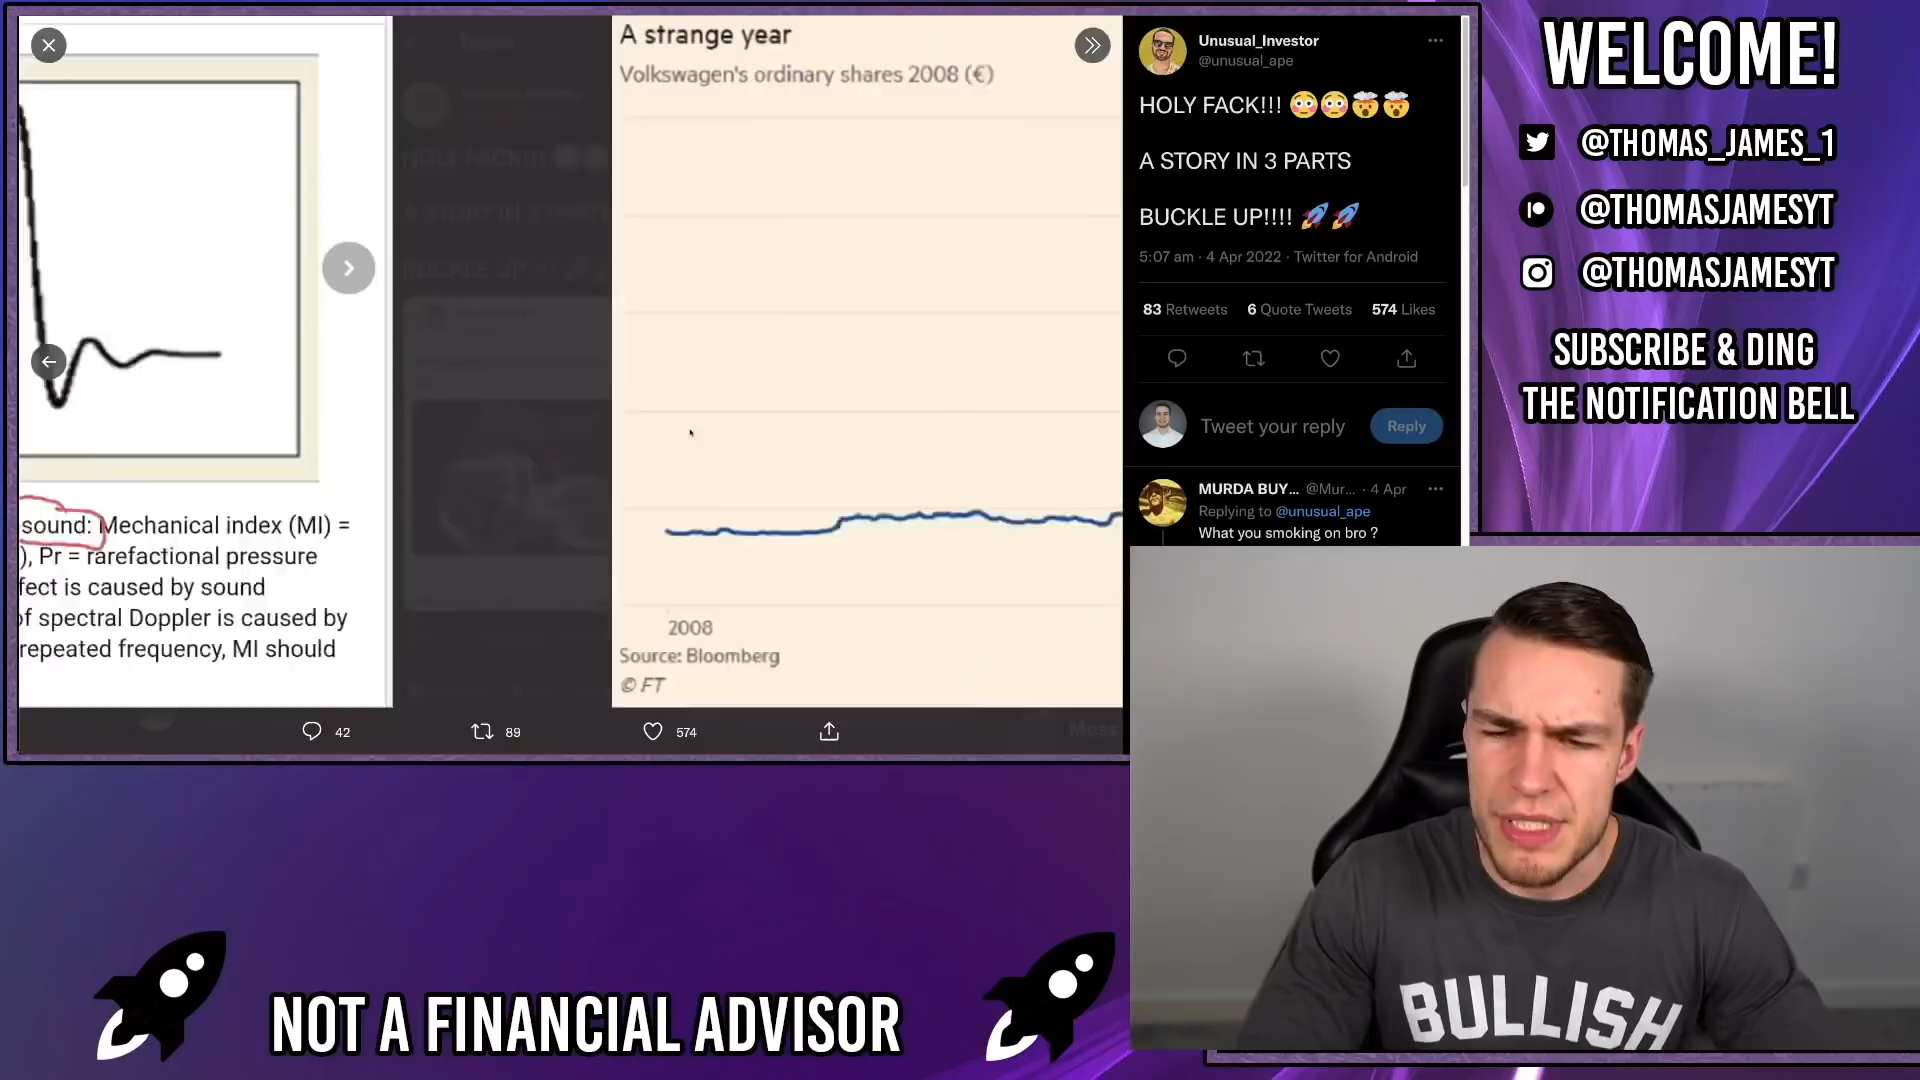 sound: Mechanical index (MI) =
), Pr = rarefactional pressure
fect is caused by sound
of spectral Doppler is caused by
repeated frequency, MI should
A strange year
Volkswagen's ordinary shares 2008 (€)
2008
Source: Bloomberg
© FT
42
89
574
Unusual_Investor
@unusual_ape
HOLY FACK!!! 😳😳🤯🤯
A STORY IN 3 PARTS
BUCKLE UP!!!! 🚀🚀
5:07 am · 4 Apr 2022 · Twitter for Android
83 Retweets 6 Quote Tweets 574 Likes
Tweet your reply
Reply
MURDA BUY... @Mur... · 4 Apr
Replying to @unusual_ape
What you smoking on bro ?
WELCOME!
@THOMAS_JAMES_1
@THOMASJAMESYT
@THOMASJAMESYT
SUBSCRIBE & DING
THE NOTIFICATION BELL
BULLISH
NOT A FINANCIAL ADVISOR